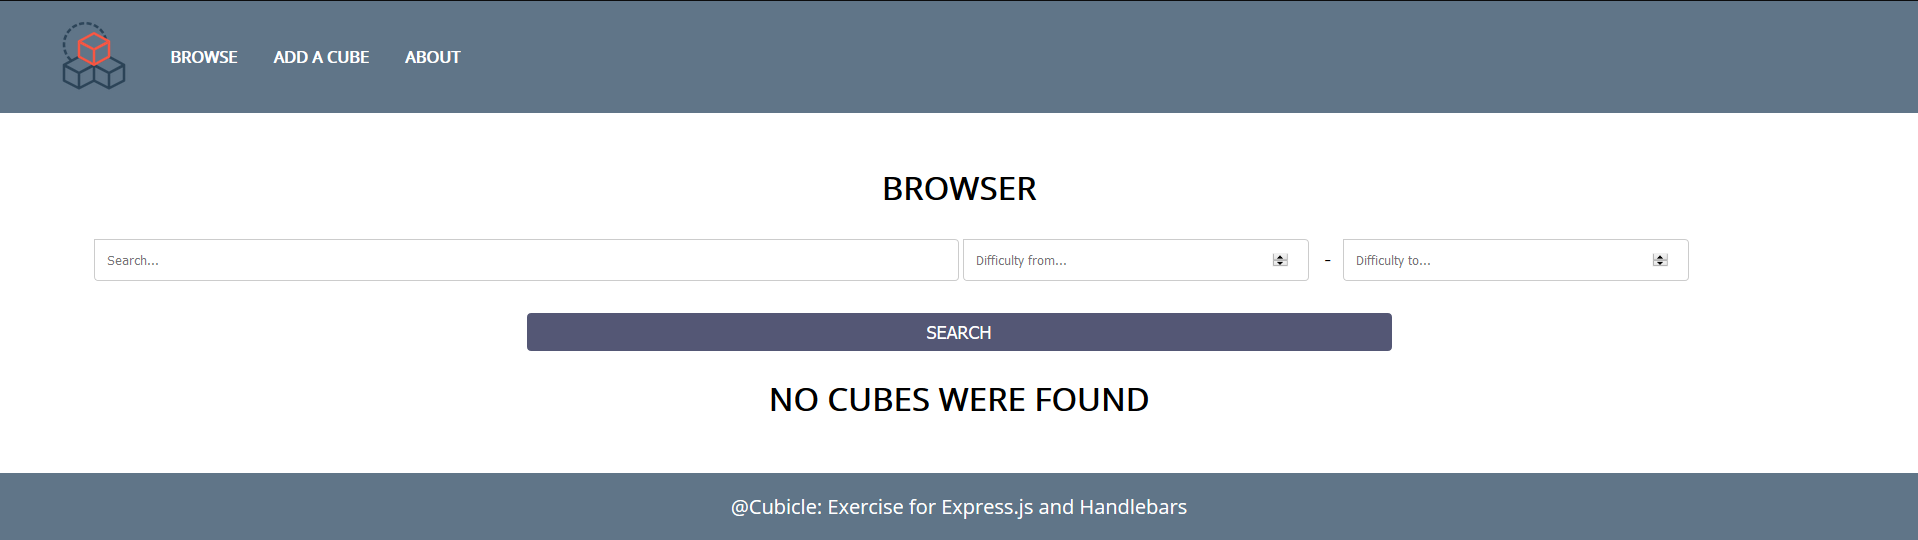 BROWSE ADD A CUBE ABOUT
BROWSER
Search... Difficulty from... - Difficulty to...
SEARCH
NO CUBES WERE FOUND
@Cubicle: Exercise for Express.js and Handlebars